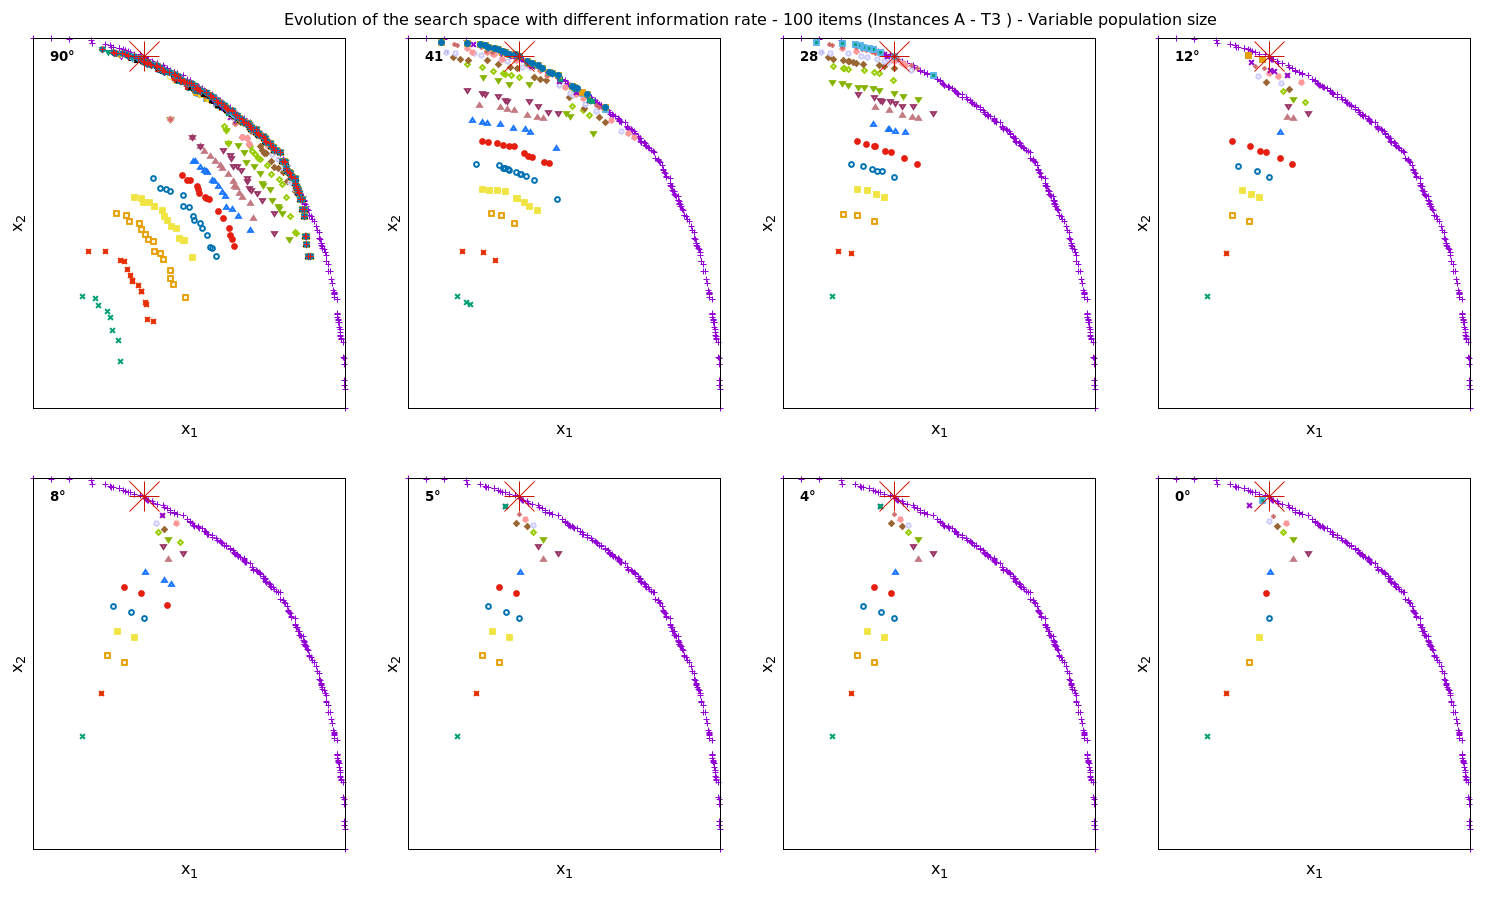 Evolution of the search space with different information rate - 100 items (Instances A - T3 ) - Variable population size
90°
41
28
12°
x2
x2
x2
x2
x1
x1
x1
x1
8°
5°
4°
0°
x2
x2
x2
x2
x1
x1
x1
x1